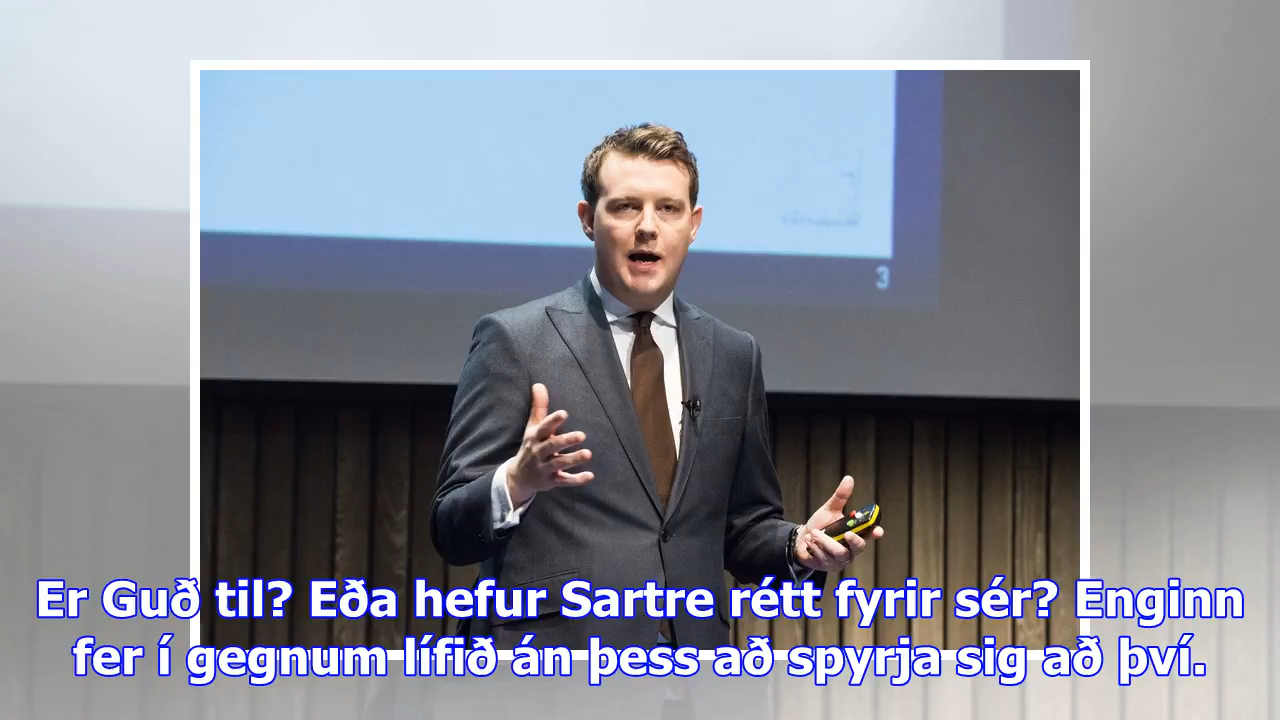 3
Er Guð til? Eða hefur Sartre rétt fyrir sér? Enginn
fer í gegnum lífið án þess að spyrja sig að því.